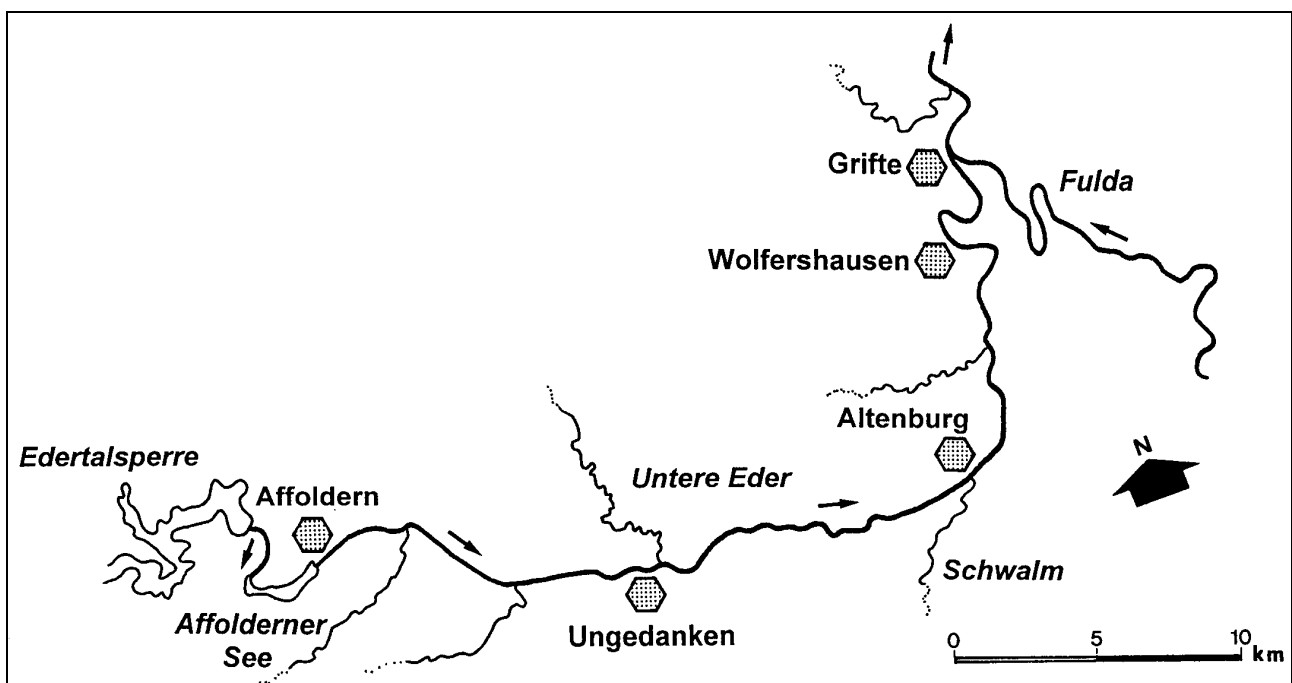 Grifte
Fulda
Wolfershausen
Altenburg
N
Edertalsperre
Affoldern
Untere Eder
Schwalm
Affolderner
See
Ungedanken
0 5 10
km